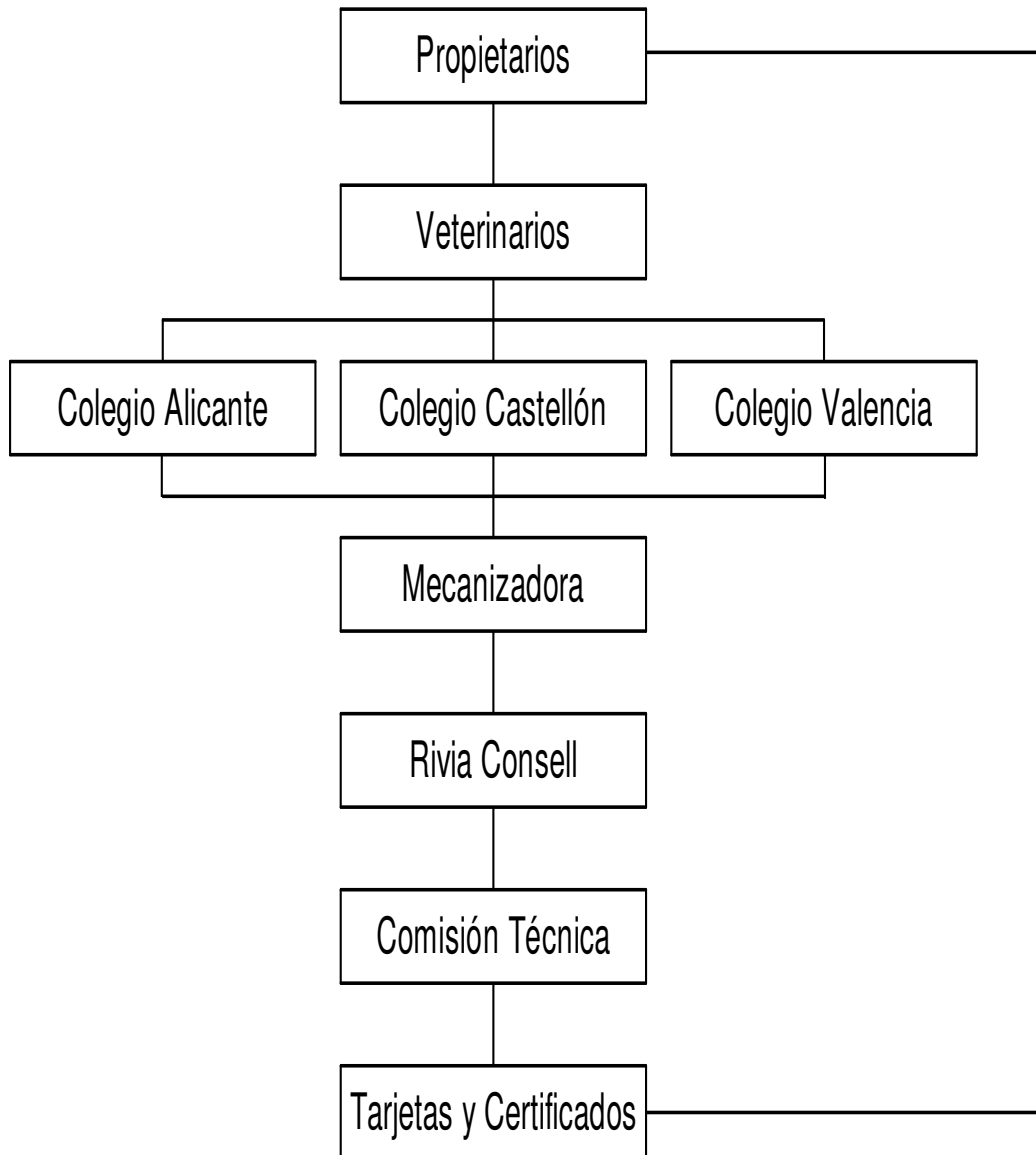 Propietarios
Veterinarios
Colegio Alicante
Colegio Castellón
Colegio Valencia
Mecanizadora
Rivia Consell
Comisión Técnica
Tarjetas y Certificados